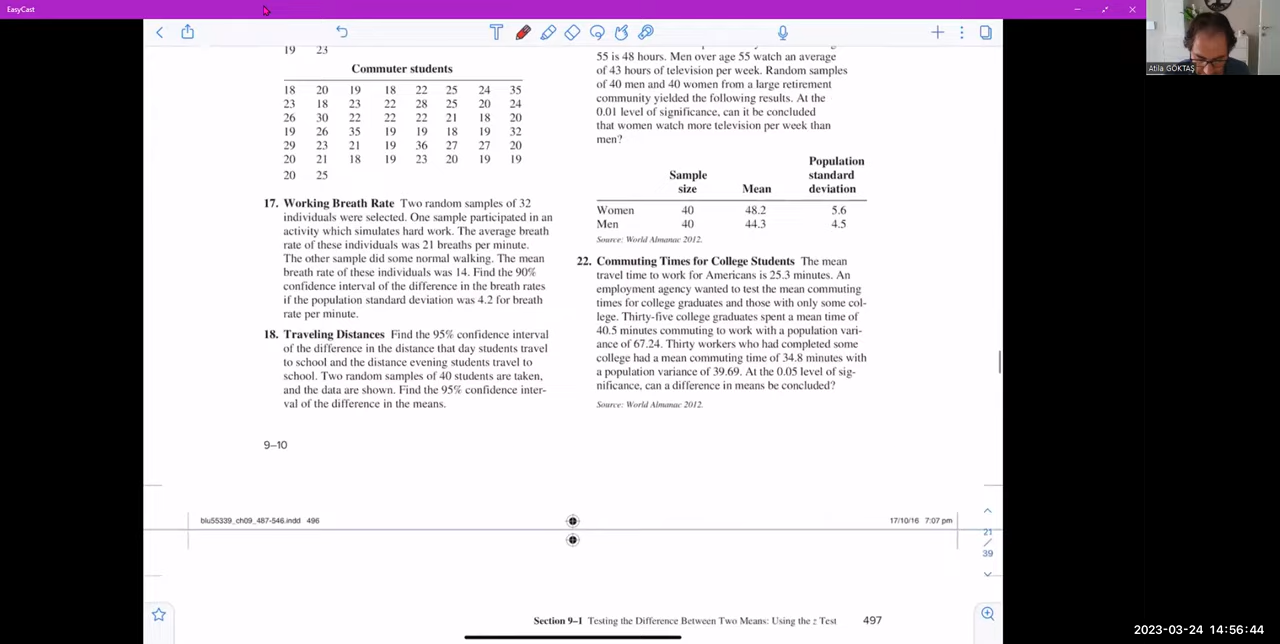 EasyCast
Atila GÖKTAŞ
19 23
Commuter students
18 20 19 18 22 25 24 35
23 18 23 22 28 25 20 24
26 30 22 22 22 21 18 20
19 26 35 19 19 18 19 32
29 23 21 19 36 27 27 20
20 21 18 19 23 20 19 19
20 25
17. Working Breath Rate Two random samples of 32
individuals were selected. One sample participated in an
activity which simulates hard work. The average breath
rate of these individuals was 21 breaths per minute.
The other sample did some normal walking. The mean
breath rate of these individuals was 14. Find the 90%
confidence interval of the difference in the breath rates
if the population standard deviation was 4.2 for breath
rate per minute.
18. Traveling Distances Find the 95% confidence interval
of the difference in the distance that day students travel
to school and the distance evening students travel to
school. Two random samples of 40 students are taken,
and the data are shown. Find the 95% confidence inter-
val of the difference in the means.
9–10
55 is 48 hours. Men over age 55 watch an average
of 43 hours of television per week. Random samples
of 40 men and 40 women from a large retirement
community yielded the following results. At the
0.01 level of significance, can it be concluded
that women watch more television per week than
men?
Population
Sample standard
size Mean deviation
Women 40 48.2 5.6
Men 40 44.3 4.5
Source: World Almanac 2012.
22. Commuting Times for College Students The mean
travel time to work for Americans is 25.3 minutes. An
employment agency wanted to test the mean commuting
times for college graduates and those with only some col-
lege. Thirty-five college graduates spent a mean time of
40.5 minutes commuting to work with a population vari-
ance of 67.24. Thirty workers who had completed some
college had a mean commuting time of 34.8 minutes with
a population variance of 39.69. At the 0.05 level of sig-
nificance, can a difference in means be concluded?
Source: World Almanac 2012.
blu55339_ch09_487-546.indd 496
17/10/16 7:07 pm
21
39
Section 9–1 Testing the Difference Between Two Means: Using the z Test 497
2023-03-24 14:56:44